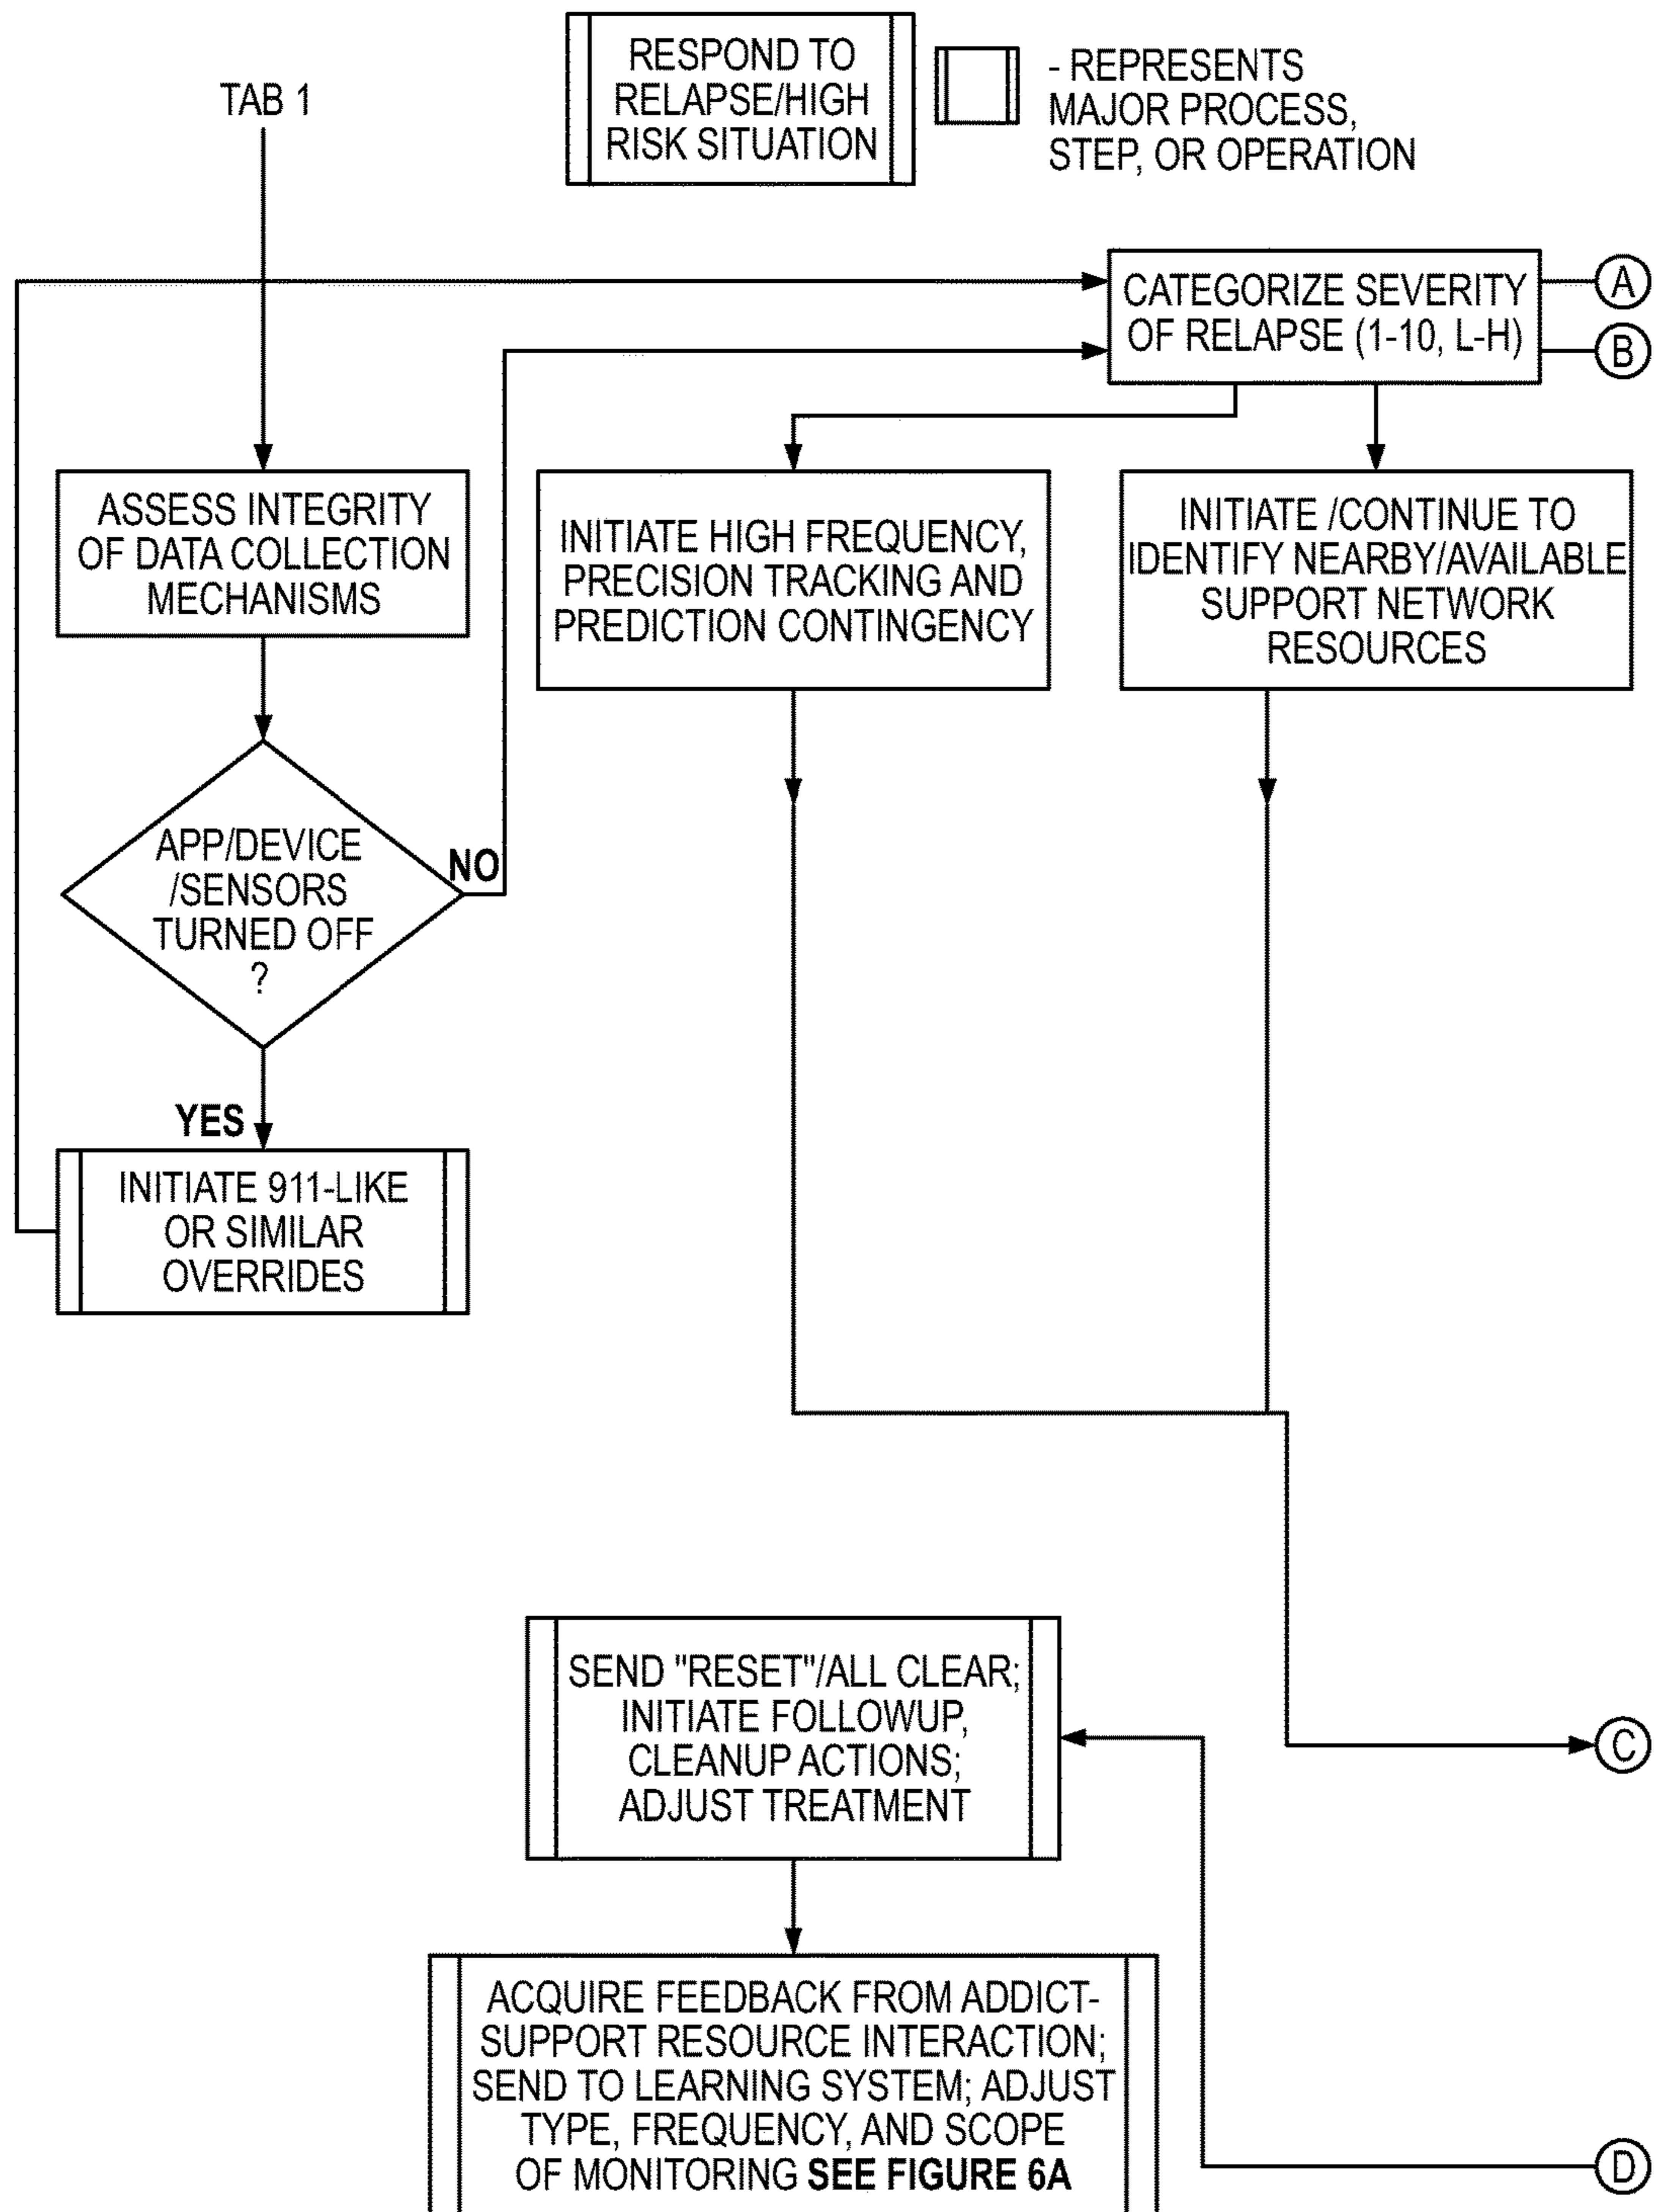 RESPOND TO
RELAPSE/HIGH
RISK SITUATION
- REPRESENTS
MAJOR PROCESS,
STEP, OR OPERATION
TAB 1
CATEGORIZE SEVERITY
OF RELAPSE (1-10, L-H)
A
B
ASSESS INTEGRITY
OF DATA COLLECTION
MECHANISMS
INITIATE HIGH FREQUENCY,
PRECISION TRACKING AND
PREDICTION CONTINGENCY
INITIATE /CONTINUE TO
IDENTIFY NEARBY/AVAILABLE
SUPPORT NETWORK
RESOURCES
APP/DEVICE
/SENSORS
TURNED OFF
?
NO
YES
INITIATE 911-LIKE
OR SIMILAR
OVERRIDES
SEND "RESET"/ALL CLEAR;
INITIATE FOLLOWUP,
CLEANUP ACTIONS;
ADJUST TREATMENT
C
ACQUIRE FEEDBACK FROM ADDICT-
SUPPORT RESOURCE INTERACTION;
SEND TO LEARNING SYSTEM; ADJUST
TYPE, FREQUENCY, AND SCOPE
OF MONITORING SEE FIGURE 6A
D